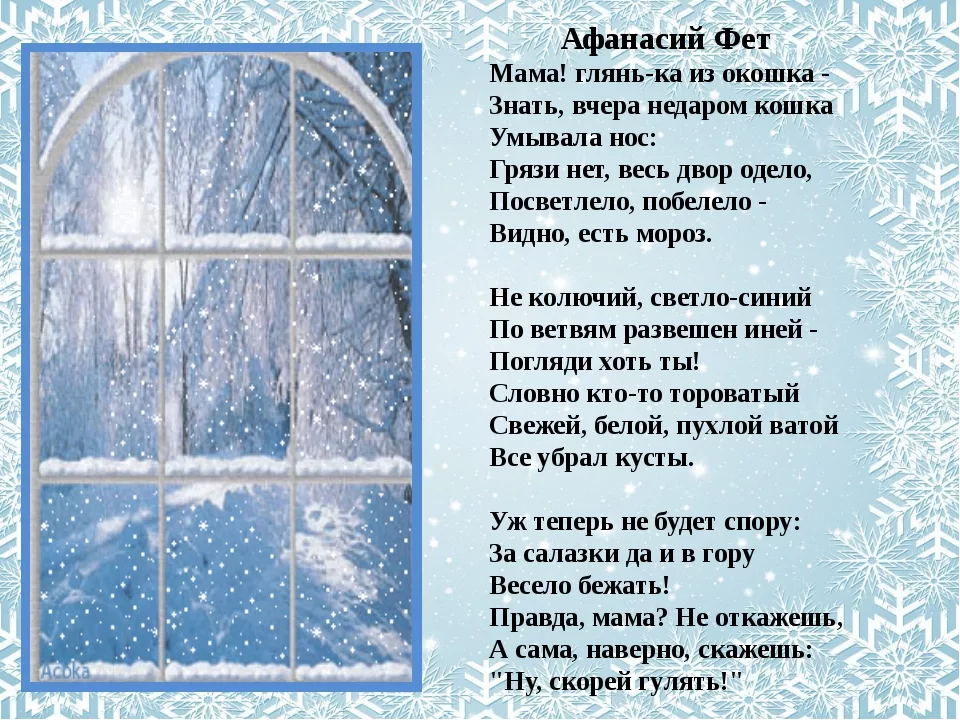 Афанасий Фет
Мама! глянь-ка из окошка -
Знать, вчера недаром кошка
Умывала нос:
Грязи нет, весь двор одело,
Посветлело, побелело -
Видно, есть мороз.

Не колючий, светло-синий
По ветвям развешен иней -
Погляди хоть ты!
Словно кто-то тороватый
Свежей, белой, пухлой ватой
Все убрал кусты.

Уж теперь не будет спору:
За салазки да и в гору
Весело бежать!
Правда, мама? Не откажешь,
А сама, наверно, скажешь:
"Ну, скорей гулять!"
Acbka